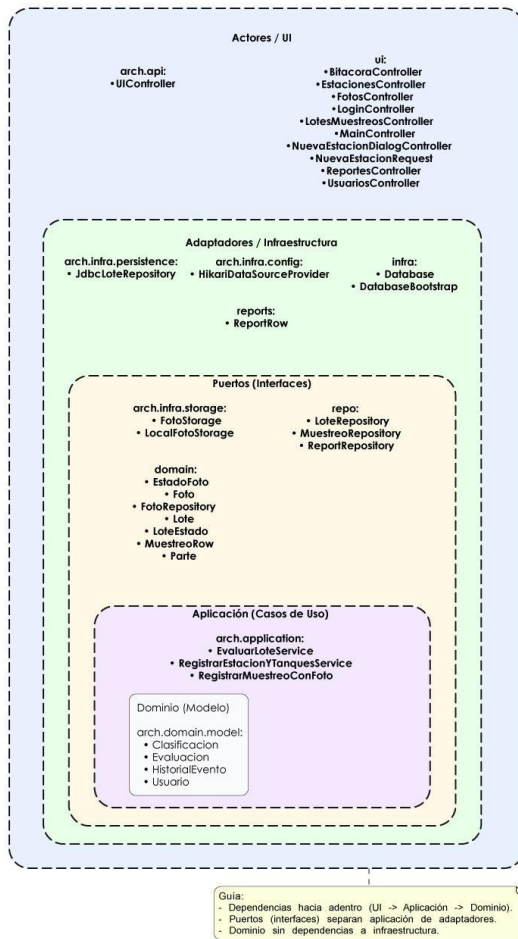 Actores / UI
arch.api:
•UIController
ui:
•BitacoraController
•EstacionesController
•FotosController
•LoginController
•LotesMuestreosController
•MainController
•NuevaEstacionDialogController
•NuevaEstacionRequest
•ReportesController
•UsuariosController
Adaptadores / Infraestructura
arch.infra.persistence:
• JdbcLoteRepository
arch.infra.config:
• HikariDataSourceProvider
infra:
• Database
• DatabaseBootstrap
reports:
• ReportRow
Puertos (Interfaces)
arch.infra.storage:
• FotoStorage
• LocalFotoStorage
repo:
• LoteRepository
• MuestreoRepository
• ReportRepository
domain:
• EstadoFoto
• Foto
• FotoRepository
• Lote
• LoteEstado
• MuestreoRow
• Parte
Aplicación (Casos de Uso)
arch.application:
• EvaluarLoteService
• RegistrarEstacionYTanquesService
• RegistrarMuestreoConFoto
Dominio (Modelo)
arch.domain.model:
• Clasificacion
• Evaluacion
• HistorialEvento
• Usuario
Guía:
- Dependencias hacia adentro (UI -> Aplicación -> Dominio).
- Puertos (interfaces) separan aplicación de adaptadores.
- Dominio sin dependencias a infraestructura.